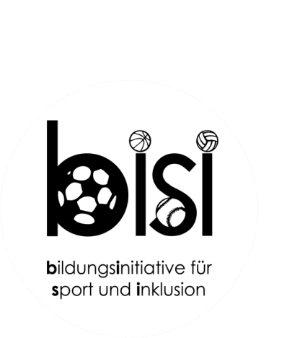 bisi
bildungsinitiative für
sport und inklusion